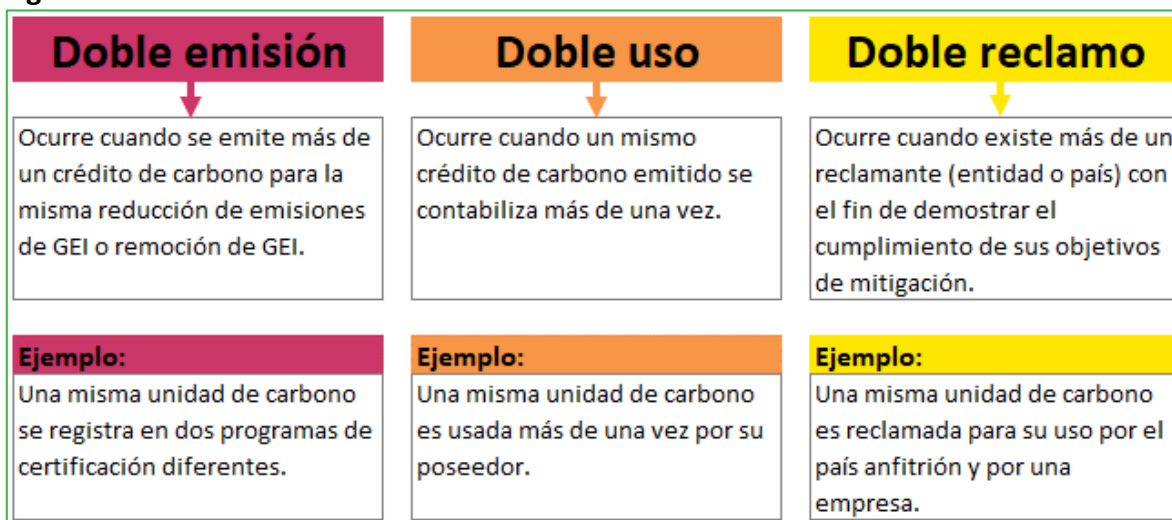 Doble emisión
Ocurre cuando se emite más de
un crédito de carbono para la
misma reducción de emisiones
de GEI o remoción de GEI.
Ejemplo:
Una misma unidad de carbono
se registra en dos programas de
certificación diferentes.
Doble uso
Ocurre cuando un mismo
crédito de carbono emitido se
contabiliza más de una vez.
Ejemplo:
Una misma unidad de carbono
es usada más de una vez por su
poseedor.
Doble reclamo
Ocurre cuando existe más de un
reclamante (entidad o país) con
el fin de demostrar el
cumplimiento de sus objetivos
de mitigación.
Ejemplo:
Una misma unidad de carbono
es reclamada para su uso por el
país anfitrión y por una
empresa.